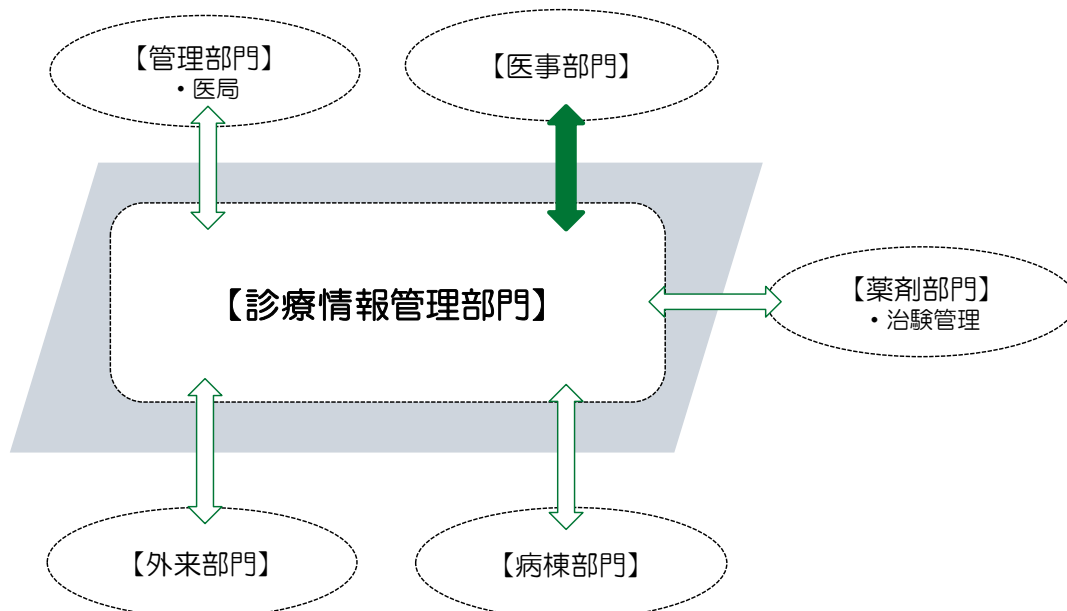 【管理部門】
・医局
【医事部門】
【診療情報管理部門】
【薬剤部門】
・治験管理
【外来部門】
【病棟部門】